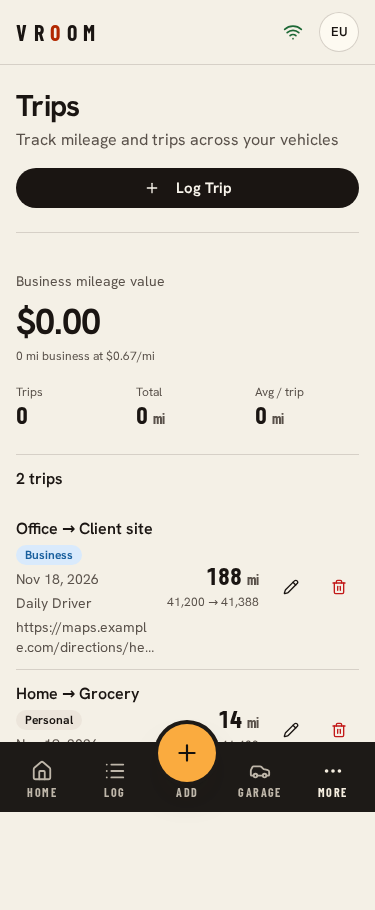 VROOM
EU
Trips
Track mileage and trips across your vehicles
+ Log Trip
Business mileage value
$0.00
0 mi business at $0.67/mi
Trips
Total
Avg / trip
0
0 mi
0 mi
2 trips
Office → Client site
Business
Nov 18, 2026
Daily Driver
https://maps.exampl
e.com/directions/he...
188 mi
41,200 → 41,388
Home → Grocery
Personal
14 mi
HOME
LOG
ADD
GARAGE
MORE